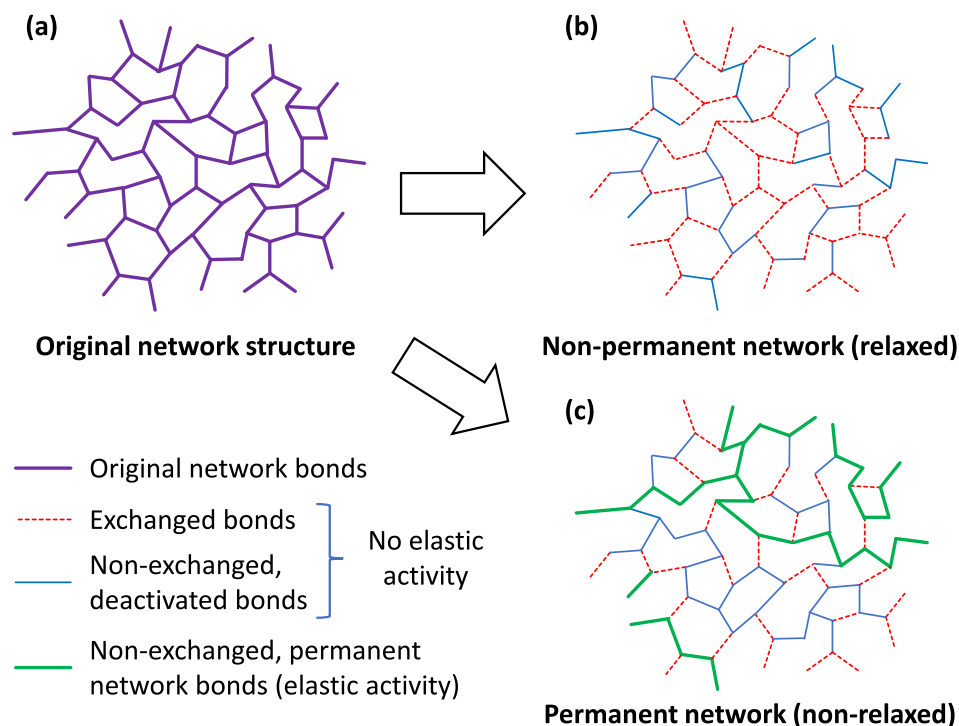 (a)
(b)
Original network structure
Non-permanent network (relaxed)
(c)
Original network bonds
Exchanged bonds
Non-exchanged,
deactivated bonds
No elastic
activity
Non-exchanged, permanent
network bonds (elastic activity)
Permanent network (non-relaxed)